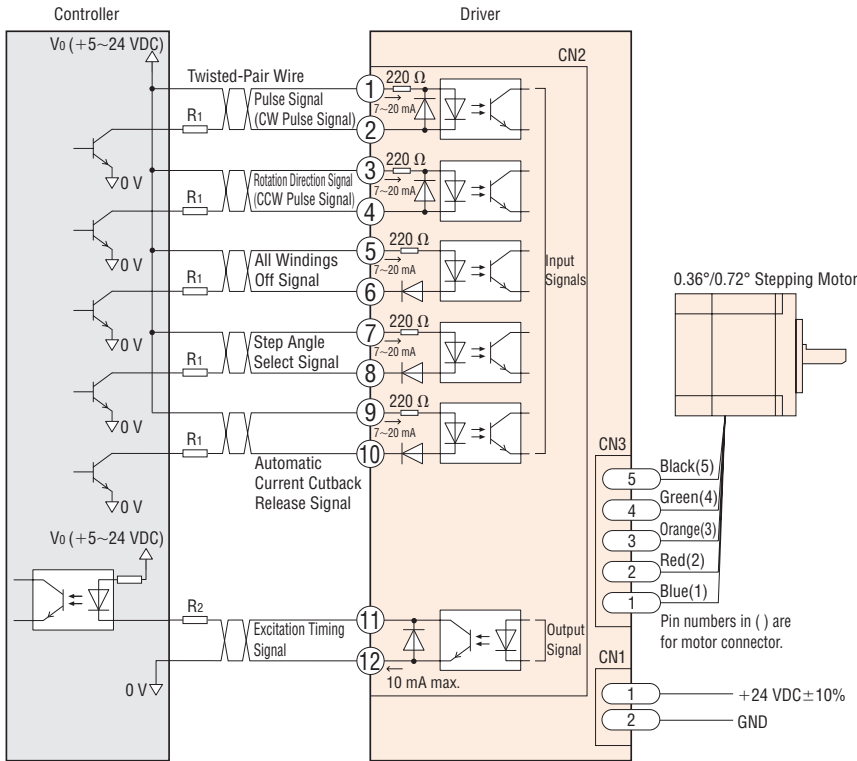 Controller
Driver
V0 (+5~24 VDC)
CN2
Twisted-Pair Wire
1
220 Ω
7~20 mA
Pulse Signal
(CW Pulse Signal)
R1
2
0 V
3
220 Ω
7~20 mA
Rotation Direction Signal
(CCW Pulse Signal)
R1
4
0 V
5
220 Ω
7~20 mA
All Windings
Off Signal
R1
6
0 V
Input
Signals
7
220 Ω
7~20 mA
Step Angle
Select Signal
R1
8
0 V
9
220 Ω
7~20 mA
R1
10
Automatic
Current Cutback
Release Signal
0 V
V0 (+5~24 VDC)
R2
11
Excitation Timing
Signal
12
10 mA max.
0 V
Output
Signal
0.36°/0.72° Stepping Motor
CN3
5
Black(5)
4
Green(4)
3
Orange(3)
2
Red(2)
1
Blue(1)
Pin numbers in ( ) are
for motor connector.
CN1
1
+24 VDC±10%
2
GND